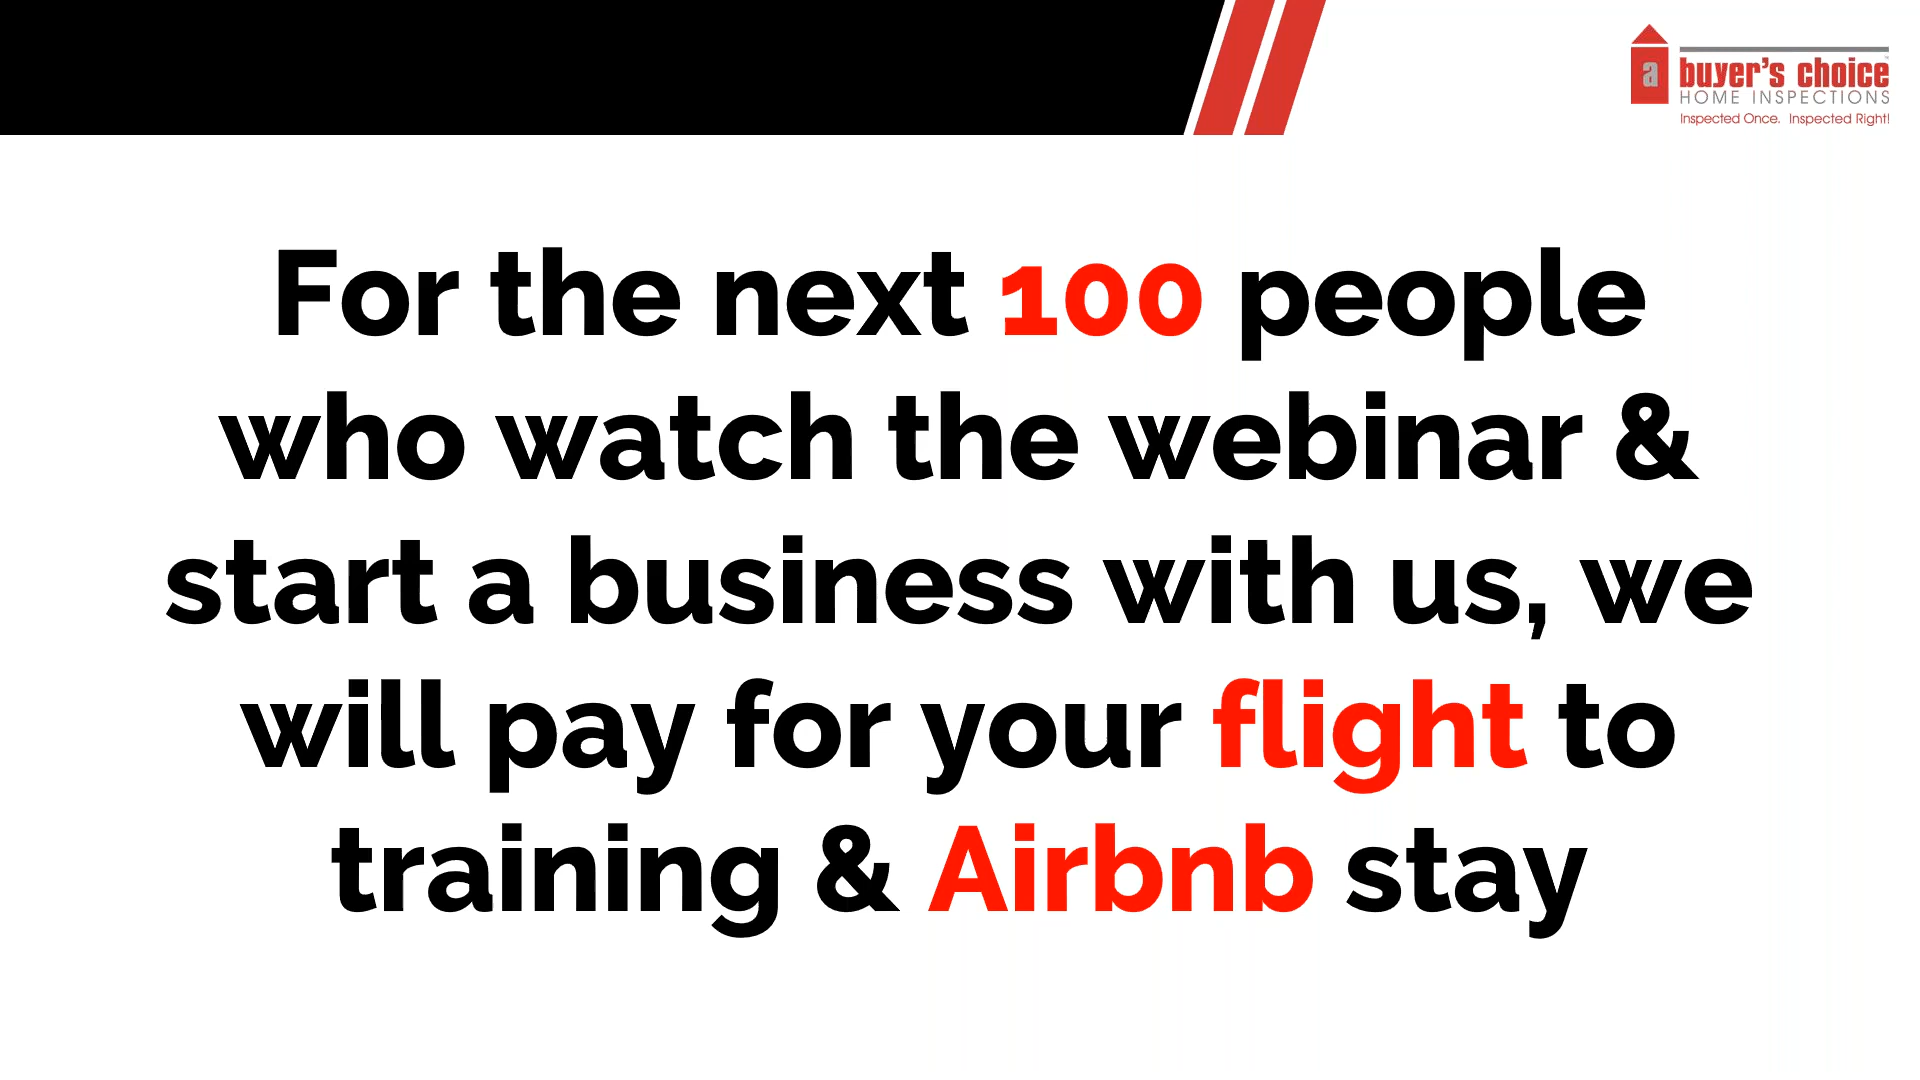 a buyer's choice
HOME INSPECTIONS
Inspected Once. Inspected Right!
For the next 100 people
who watch the webinar &
start a business with us, we
will pay for your flight to
training & Airbnb stay